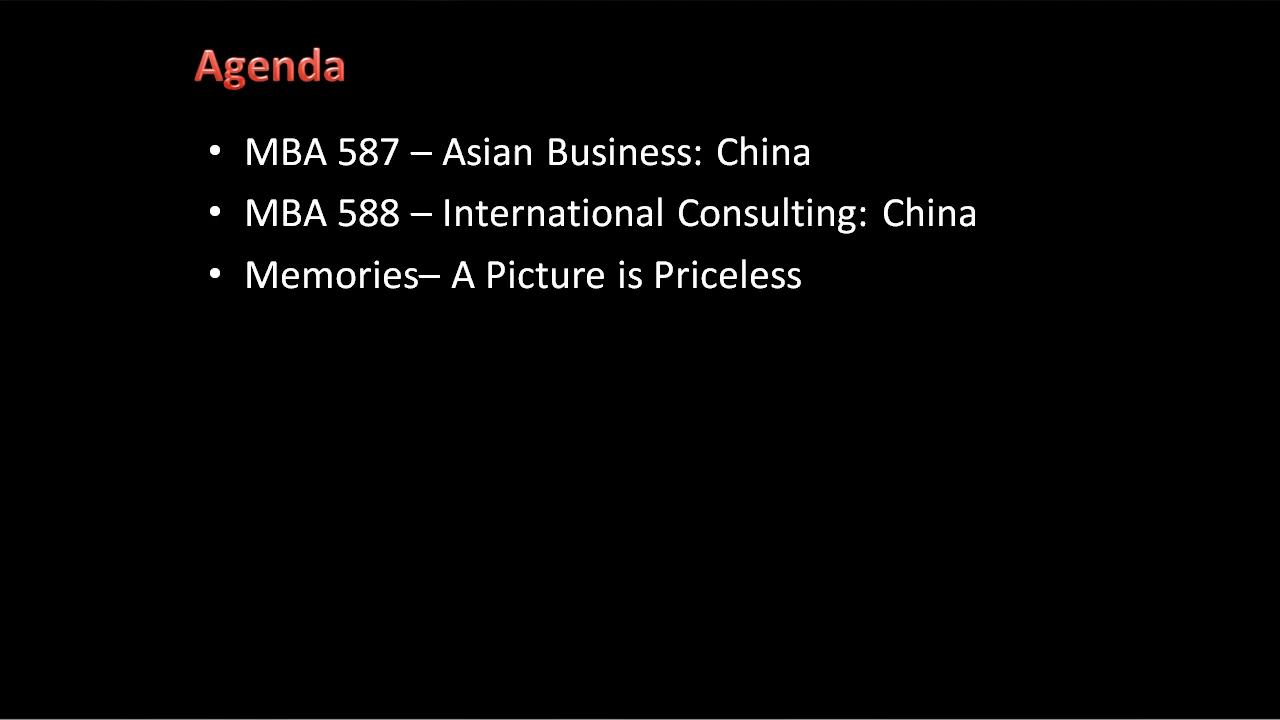 Agenda
• MBA 587 – Asian Business: China
• MBA 588 – International Consulting: China
• Memories– A Picture is Priceless